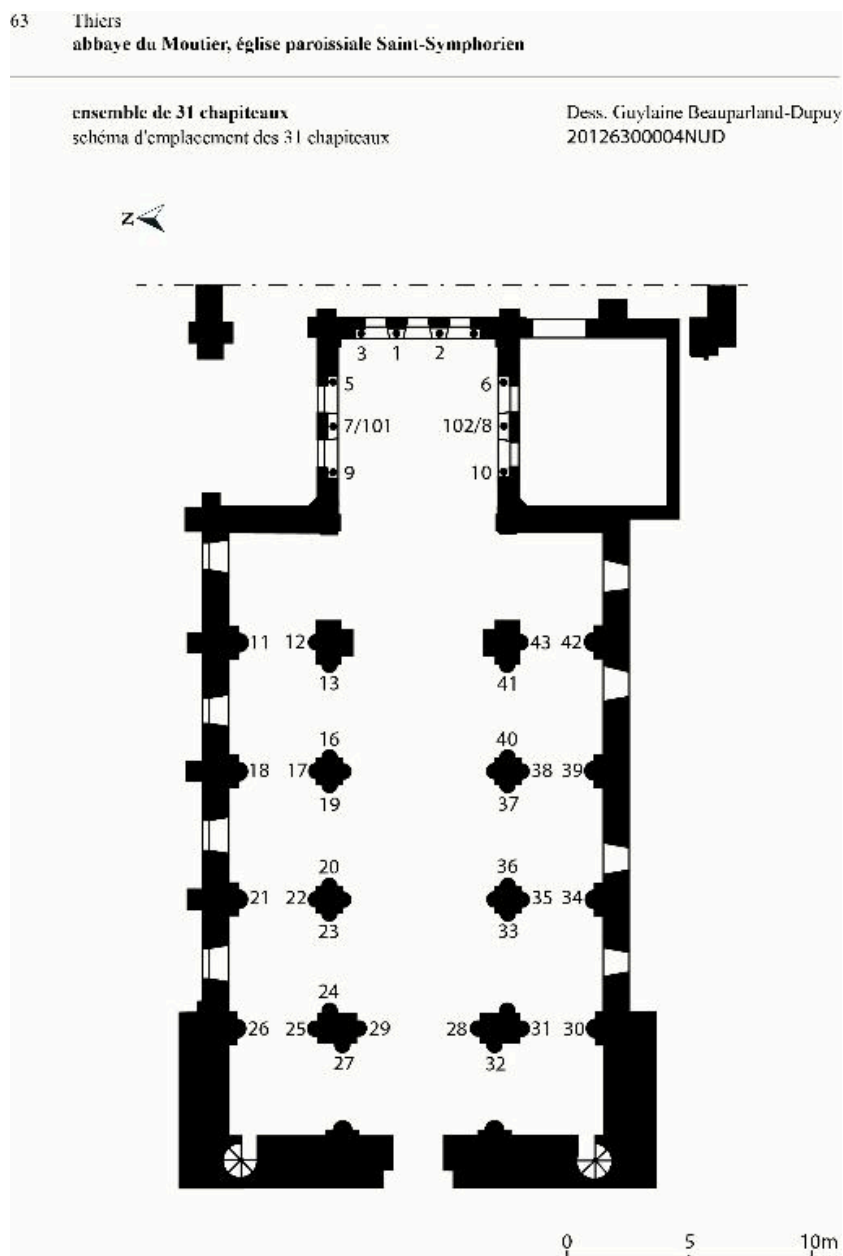 63 Thiers
abbaye du Moutier, église paroissiale Saint-Symphorien
ensemble de 31 chapiteaux
schéma d'emplacement des 31 chapiteaux
Dess. Guylaine Beauparland-Dupuy
20126300004NUD
N
3 1 2
5 6
7/101 102/8
9 10
11 12 43 42
13 41
16 40
18 17 38 39
19 37
20 36
21 22 35 34
23 33
24
26 25 29 28 31 30
27 32
0 5 10m